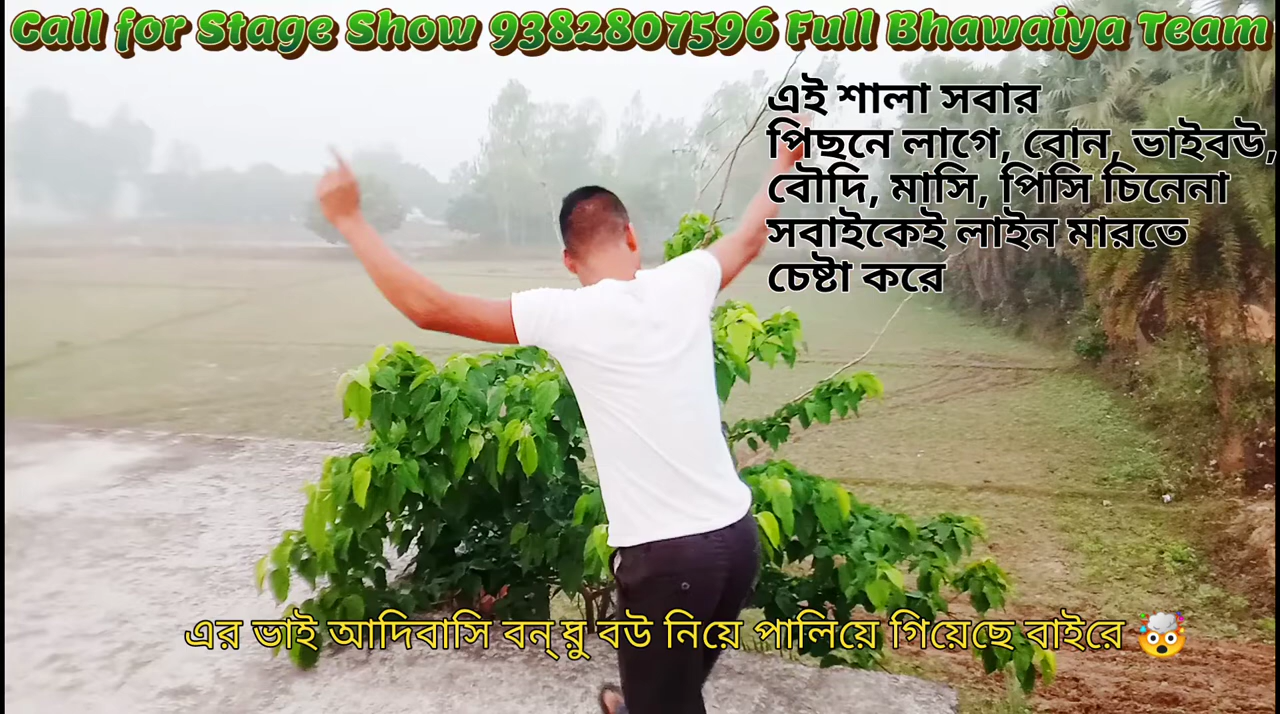 Call for Stage Show 9382807596 Full Bhawaiya Team
এই শালা সবার
পিছনে লাগে, বোন, ভাইবউ,
বৌদি, মাসি, পিসি চিনেনা
সবাইকেই লাইন মারতে
চেষ্টা করে
এর ভাই আদিবাসি বন্ধু বউ নিয়ে পালিয়ে গিয়েছে বাইরে 🤯